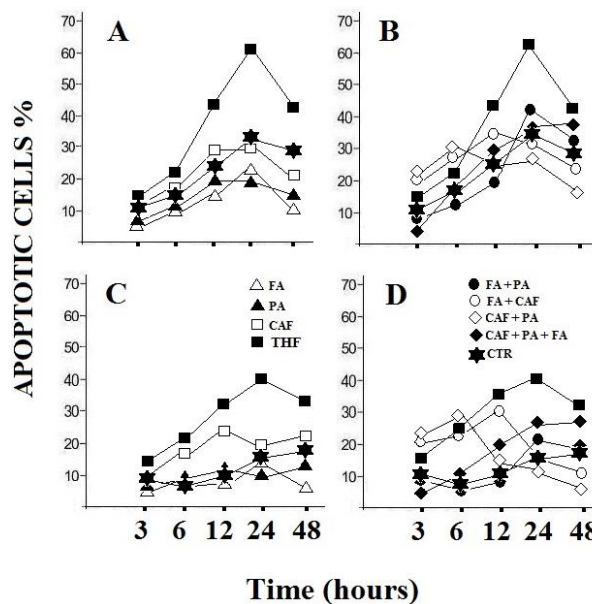 APOPTOTIC CELLS %
A
70
60
50
40
30
20
10
B
70
60
50
40
30
20
10
C
70
60
50
40
30
20
10
FA
PA
CAF
THF
3 6 12 24 48
D
70
60
50
40
30
20
10
FA + PA
FA + CAF
CAF + PA
CAF + PA + FA
CTR
3 6 12 24 48
Time (hours)